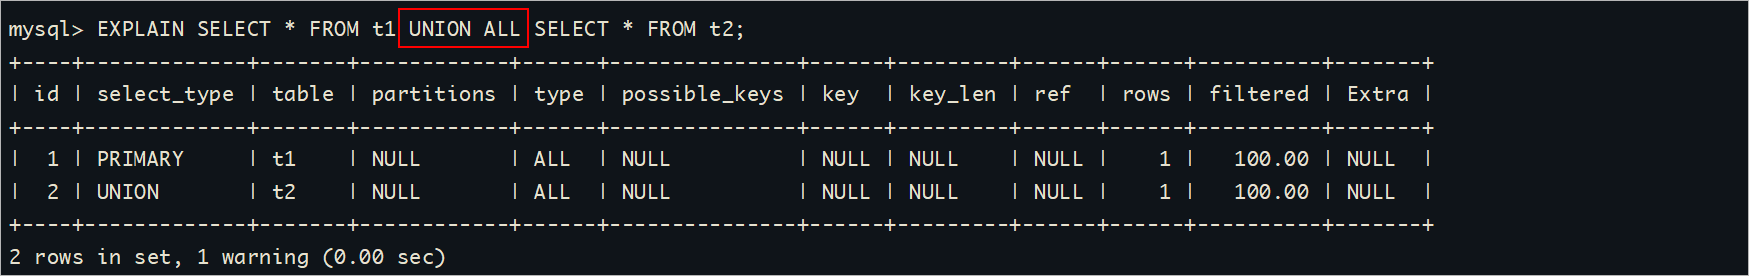 mysql> EXPLAIN SELECT * FROM t1 UNION ALL SELECT * FROM t2;
+----+-------------+-------+------------+------+---------------+------+---------+------+------+----------+-------+
| id | select_type | table | partitions | type | possible_keys | key  | key_len | ref  | rows | filtered | Extra |
+----+-------------+-------+------------+------+---------------+------+---------+------+------+----------+-------+
|  1 | PRIMARY     | t1    | NULL       | ALL  | NULL          | NULL | NULL    | NULL |    1 |   100.00 | NULL  |
|  2 | UNION       | t2    | NULL       | ALL  | NULL          | NULL | NULL    | NULL |    1 |   100.00 | NULL  |
+----+-------------+-------+------------+------+---------------+------+---------+------+------+----------+-------+
2 rows in set, 1 warning (0.00 sec)